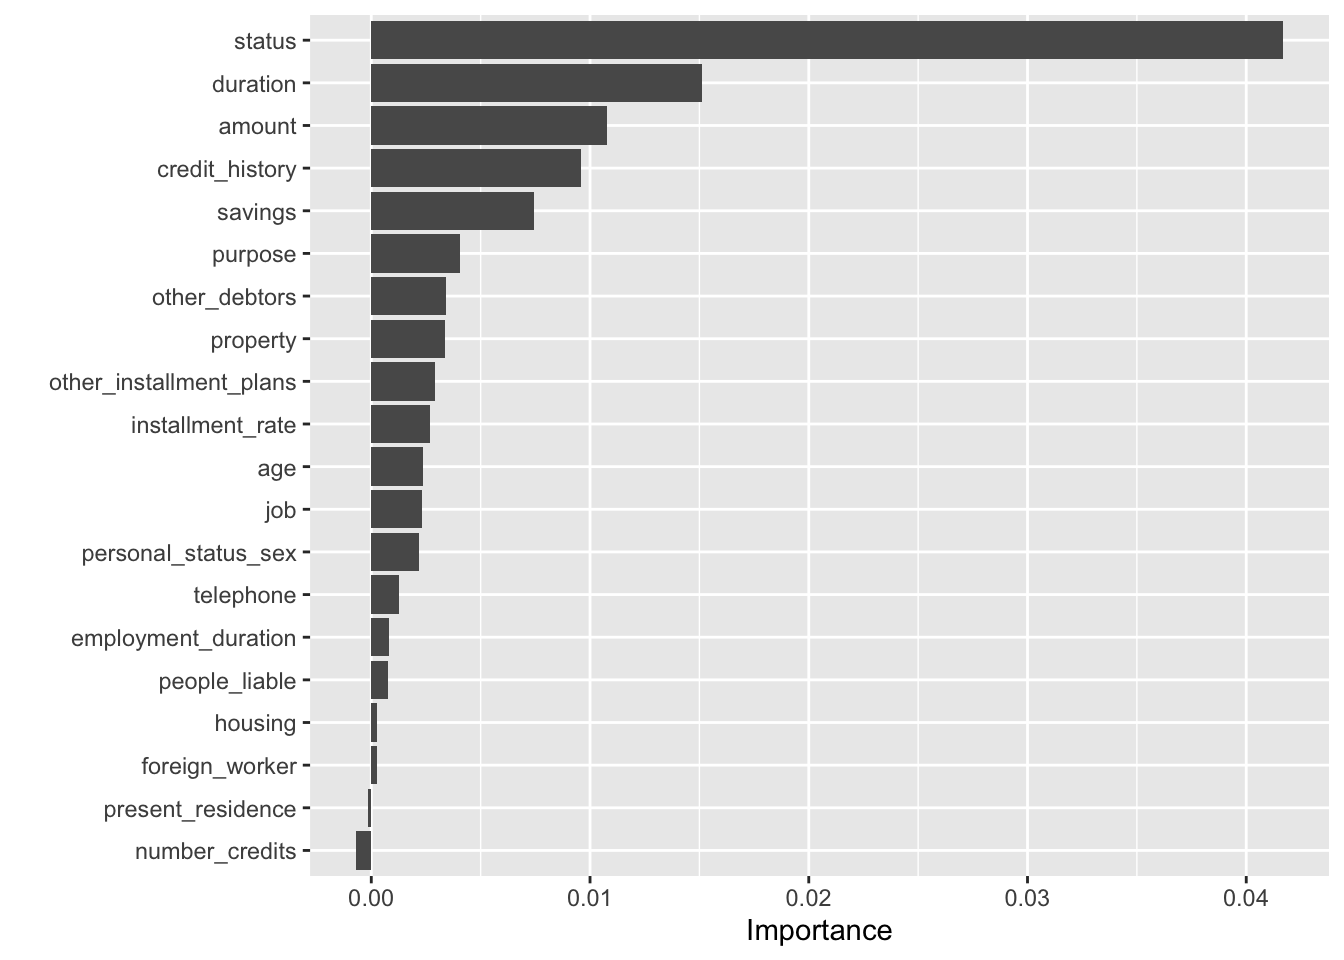 status
duration
amount
credit_history
savings
purpose
other_debtors
property
other_installment_plans
installment_rate
age
job
personal_status_sex
telephone
employment_duration
people_liable
housing
foreign_worker
present_residence
number_credits
0.00 0.01 0.02 0.03 0.04
Importance